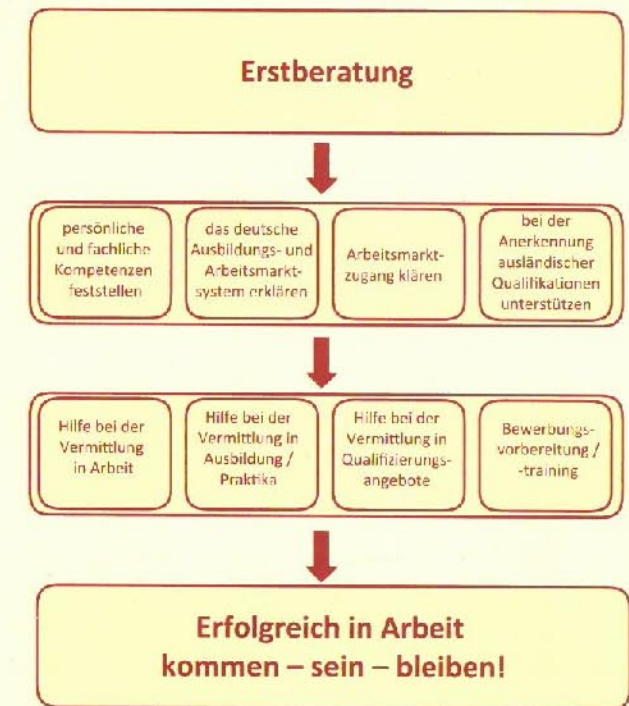 Erstberatung
persönliche
und fachliche
Kompetenzen
feststellen
das deutsche
Ausbildungs- und
Arbeitsmarkt-
system erklären
Arbeitsmarkt-
zugang klären
bei der
Anerkennung
ausländischer
Qualifikationen
unterstützen
Hilfe bei der
Vermittlung
in Arbeit
Hilfe bei der
Vermittlung in
Ausbildung /
Praktika
Hilfe bei der
Vermittlung in
Qualifizierungs-
angebote
Bewerbungs-
vorbereitung /
-training
Erfolgreich in Arbeit
kommen – sein – bleiben!